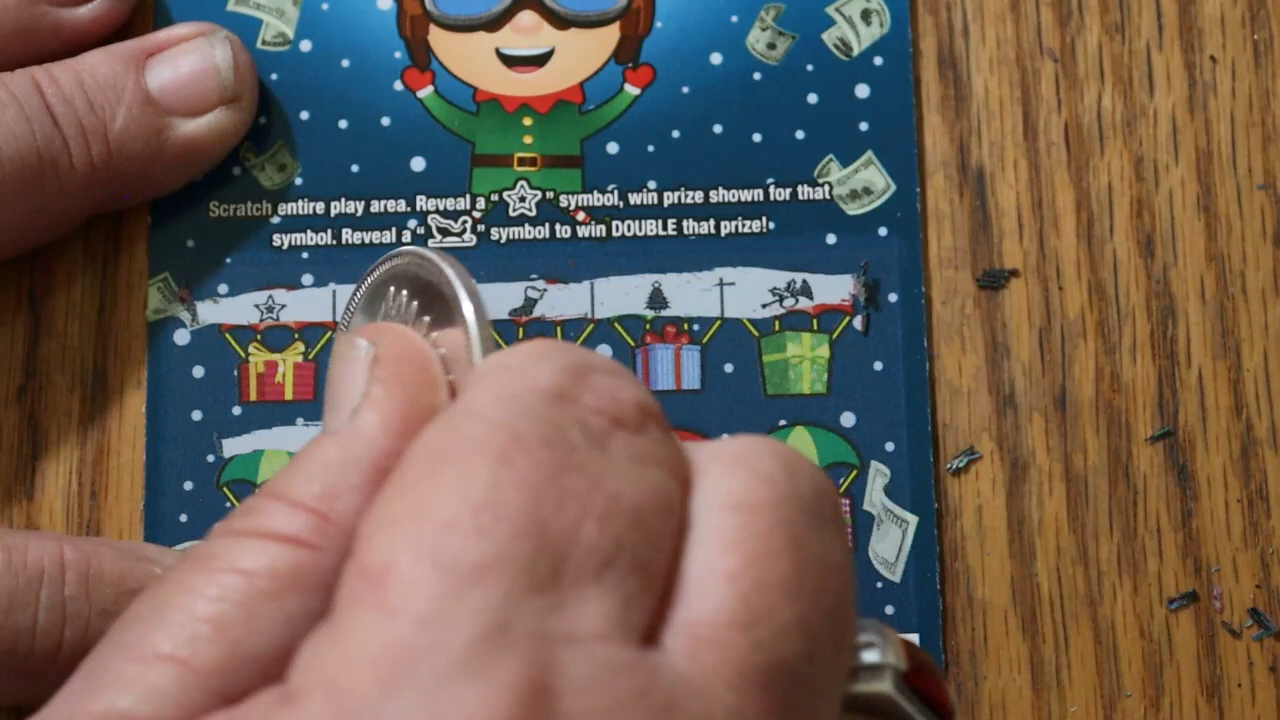 Scratch entire play area. Reveal a " " symbol, win prize shown for that
symbol. Reveal a " " symbol to win DOUBLE that prize!